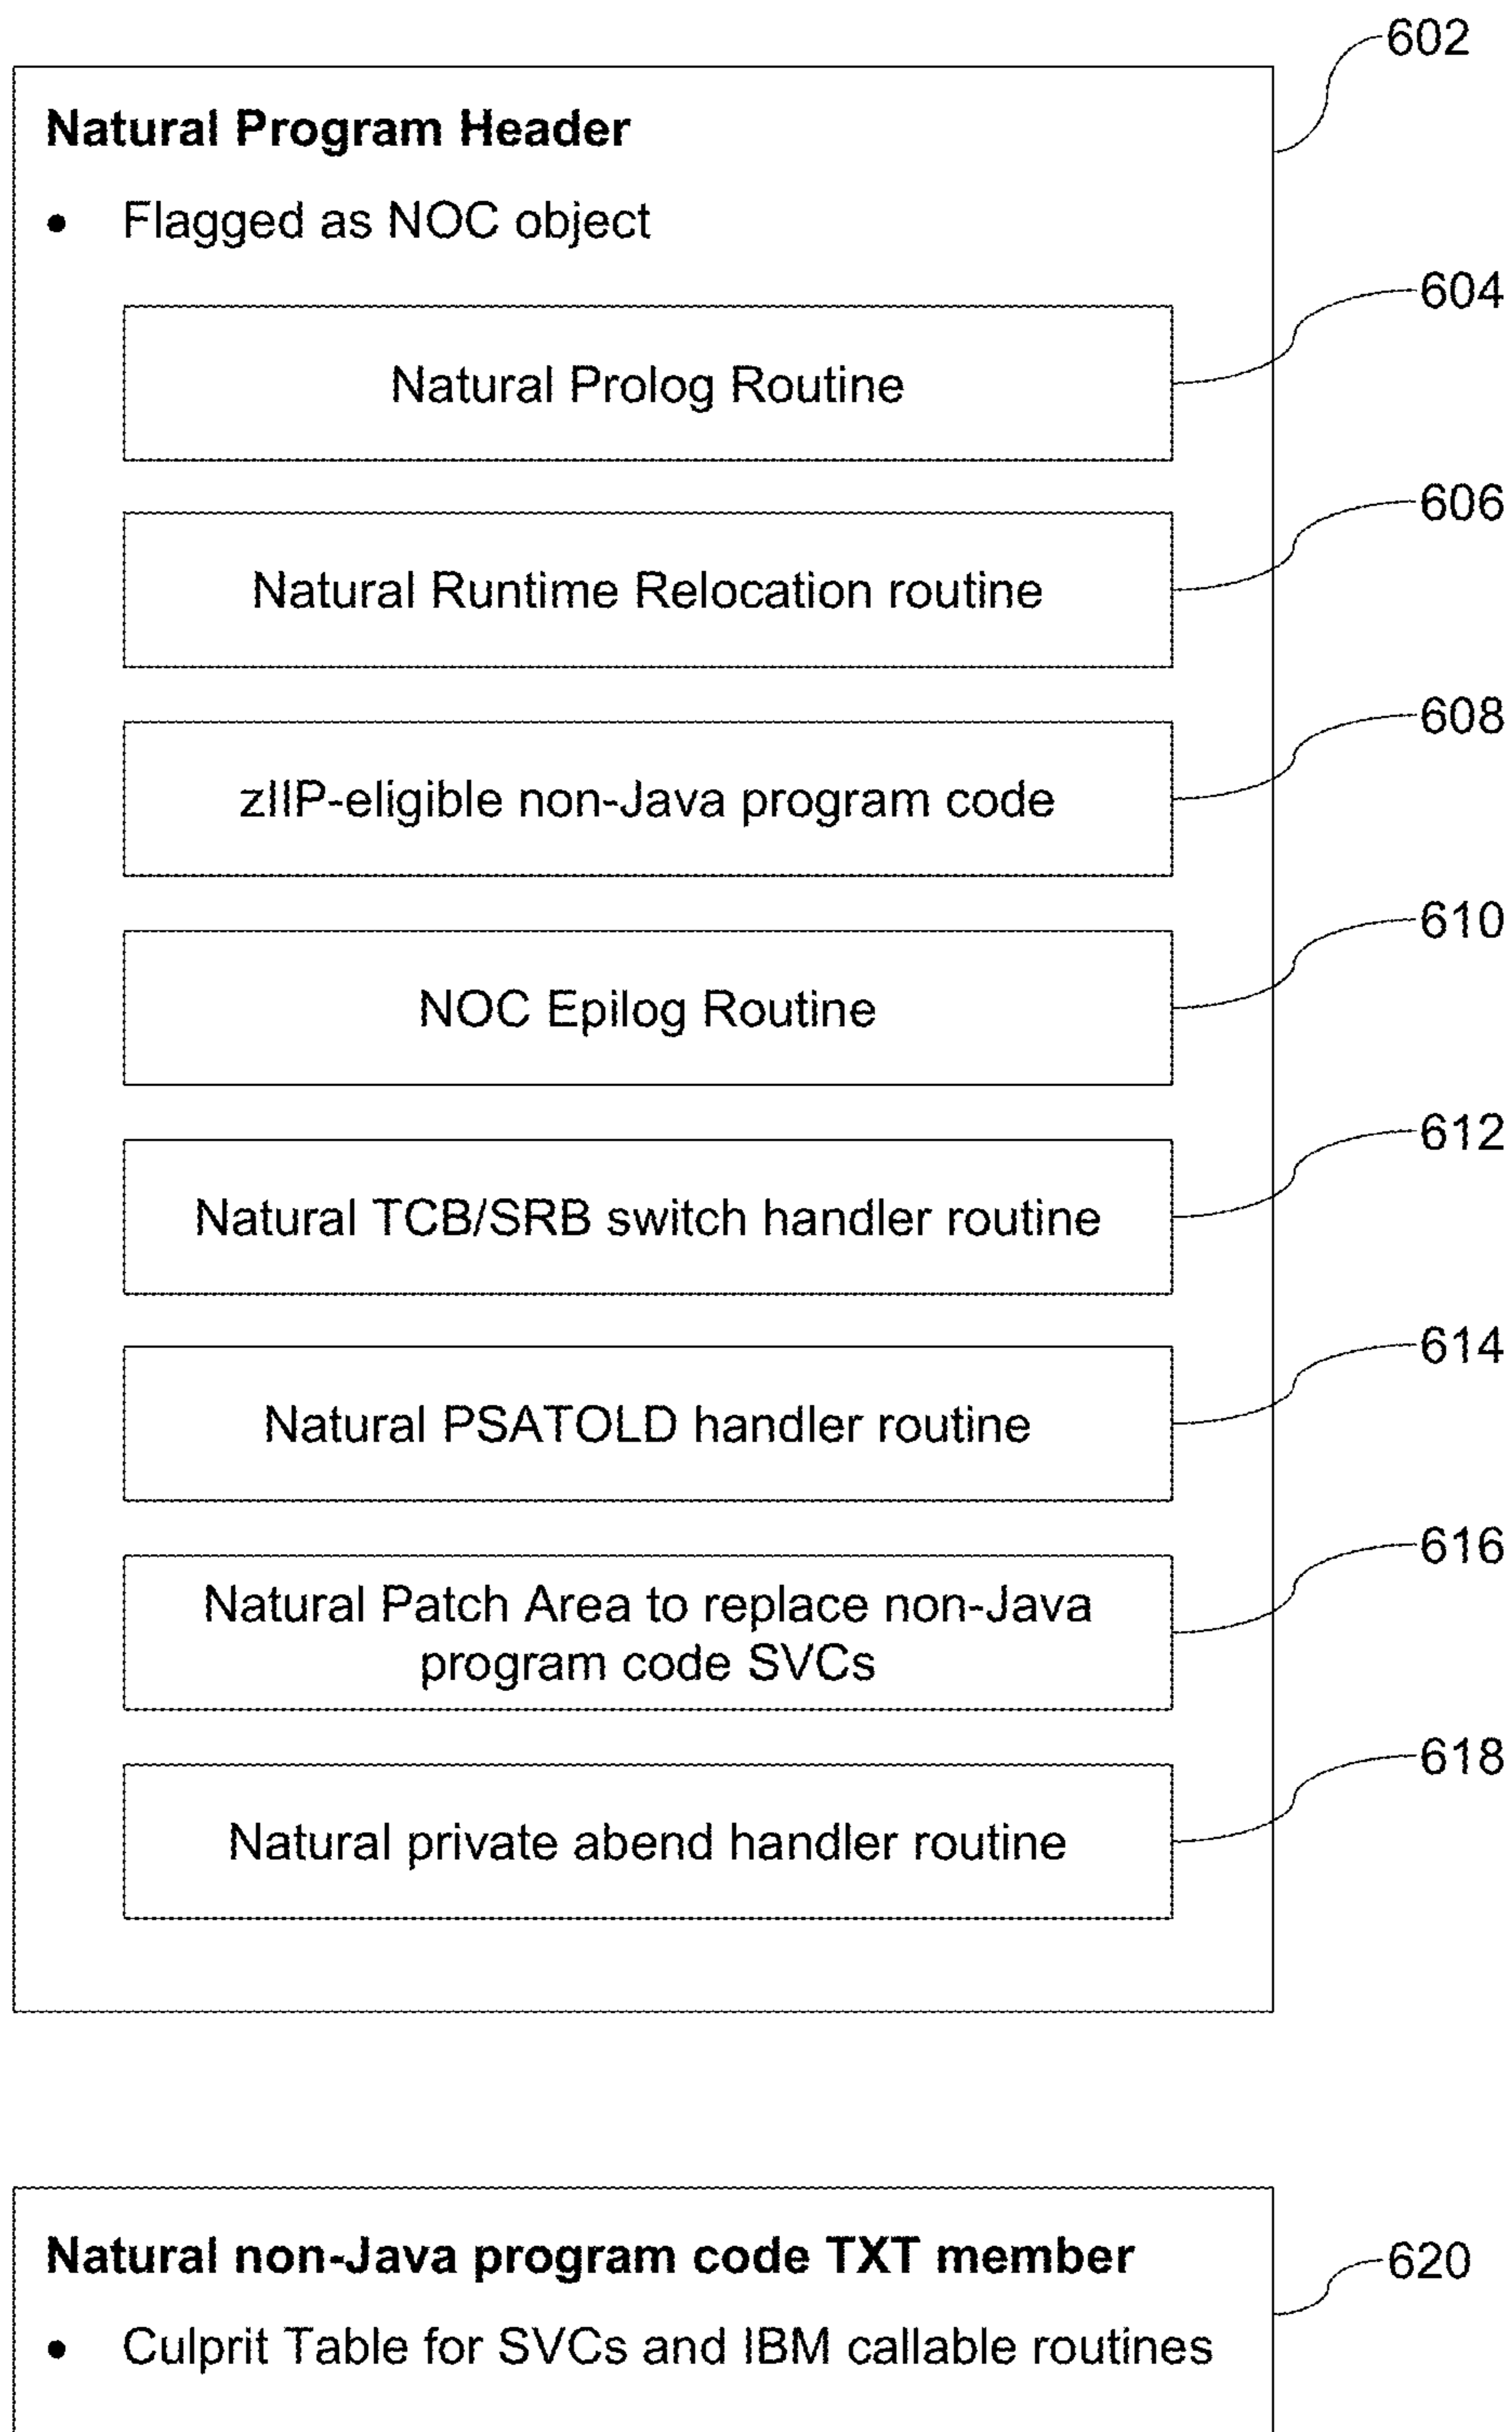 602
Natural Program Header
• Flagged as NOC object
604
Natural Prolog Routine
606
Natural Runtime Relocation routine
608
zIIP-eligible non-Java program code
610
NOC Epilog Routine
612
Natural TCB/SRB switch handler routine
614
Natural PSATOLD handler routine
616
Natural Patch Area to replace non-Java
program code SVCs
618
Natural private abend handler routine
Natural non-Java program code TXT member
620
• Culprit Table for SVCs and IBM callable routines